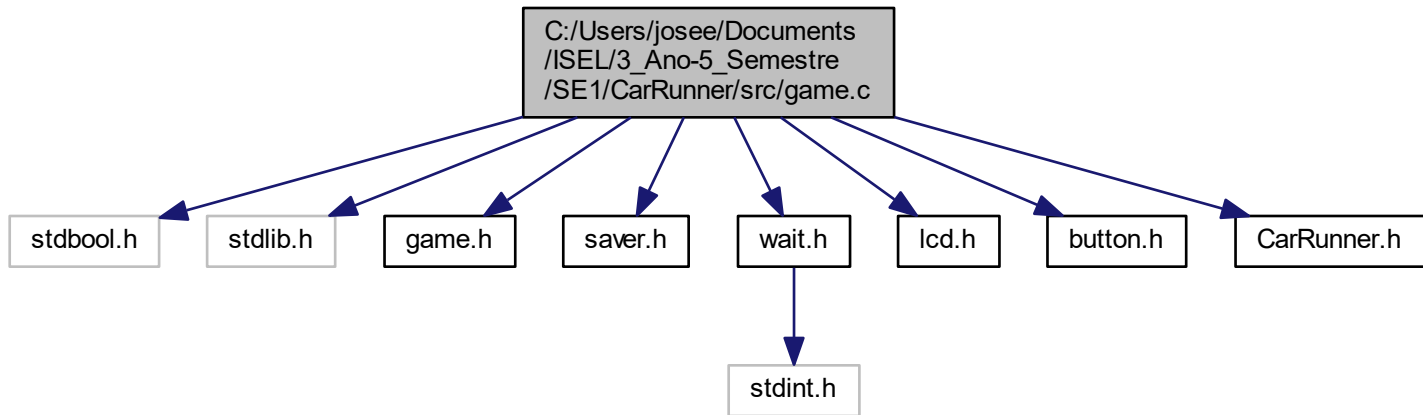 C:/Users/josee/Documents
/ISEL/3_Ano-5_Semestre
/SE1/CarRunner/src/game.c
stdbool.h
stdlib.h
game.h
saver.h
wait.h
lcd.h
button.h
CarRunner.h
stdint.h